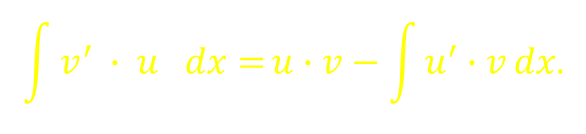 ∫ v′ · u dx = u · v − ∫ u′ · v dx.